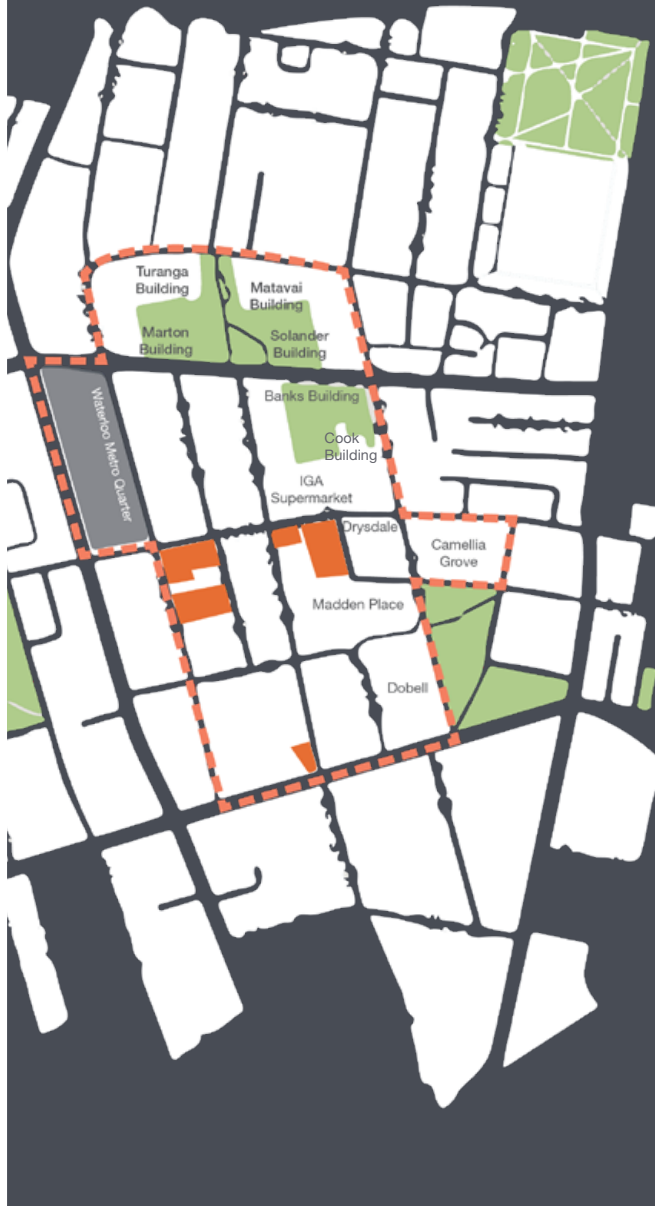 Turanga
Building
Matavai
Building
Marton
Building
Solander
Building
Waterloo Metro Quarter
Banks Building
Cook
Building
IGA
Supermarket
Drysdale
Camellia
Grove
Madden Place
Dobell